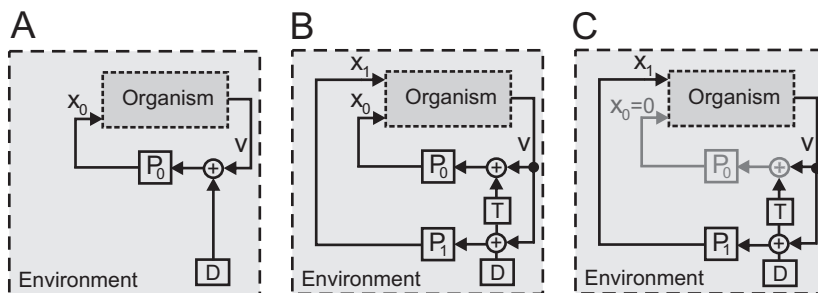 A
x₀
Organism
v
P₀
+
D
Environment
B
x₁
x₀
Organism
v
P₀
+
T
P₁
+
D
Environment
C
x₁
x₀=0
Organism
v
P₀
+
T
P₁
+
D
Environment